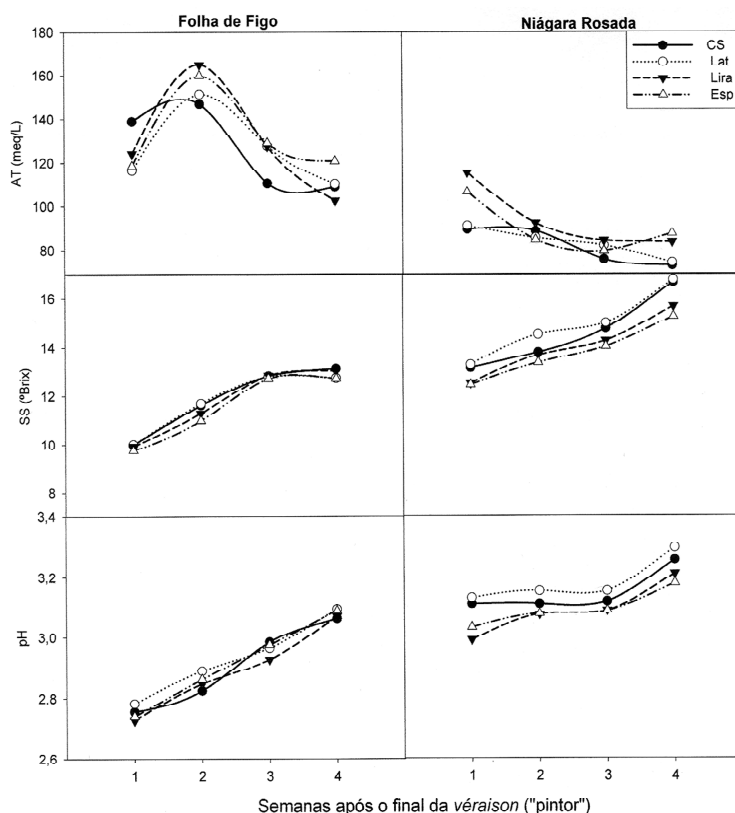 Folha de Figo
Niágara Rosada
CS
Lat
Lira
Esp
AT (meq/L)
180
160
140
120
100
80
SS (ºBrix)
16
14
12
10
8
pH
3,4
3,2
3,0
2,8
2,6
1 2 3 4 1 2 3 4
Semanas após o final da véraison ("pintor")